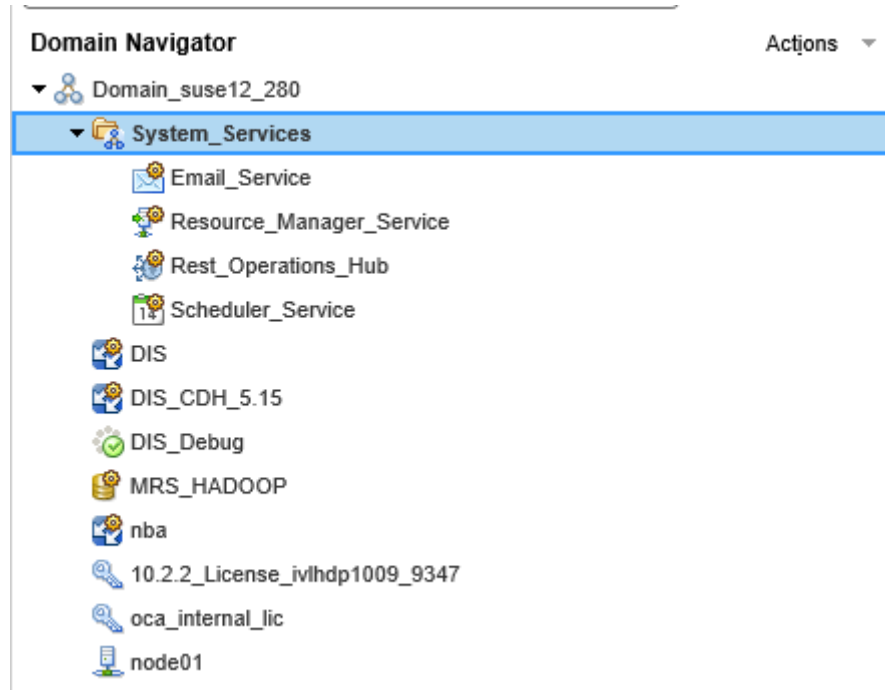 Domain Navigator Actions
Domain_suse12_280
System_Services
Email_Service
Resource_Manager_Service
Rest_Operations_Hub
14
Scheduler_Service
DIS
DIS_CDH_5.15
DIS_Debug
MRS_HADOOP
nba
10.2.2_License_ivlhdp1009_9347
oca_internal_lic
node01